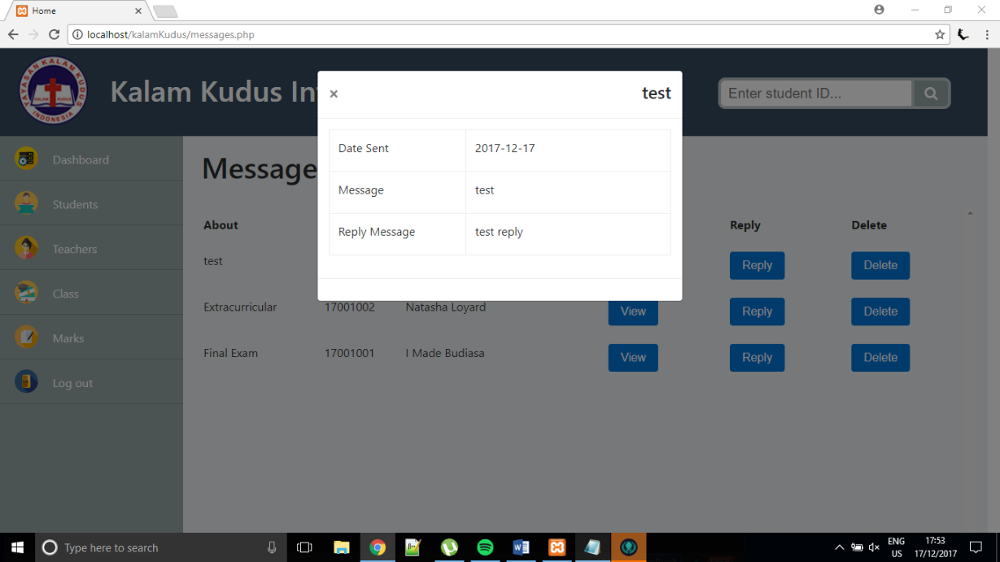 Home
localhost/kalamKudus/messages.php
YAYASAN KALAM KUDUS
KALAM KUDUS
INDONESIA
Kalam Kudus In
Enter student ID...
× test
Date Sent 2017-12-17
Message test
Reply Message test reply
Dashboard
Students
Teachers
Class
Marks
Log out
Message
About Reply Delete
test Reply Delete
Extracurricular 17001002 Natasha Loyard View Reply Delete
Final Exam 17001001 I Made Budiasa View Reply Delete
Type here to search
ENG 17:53
US 17/12/2017